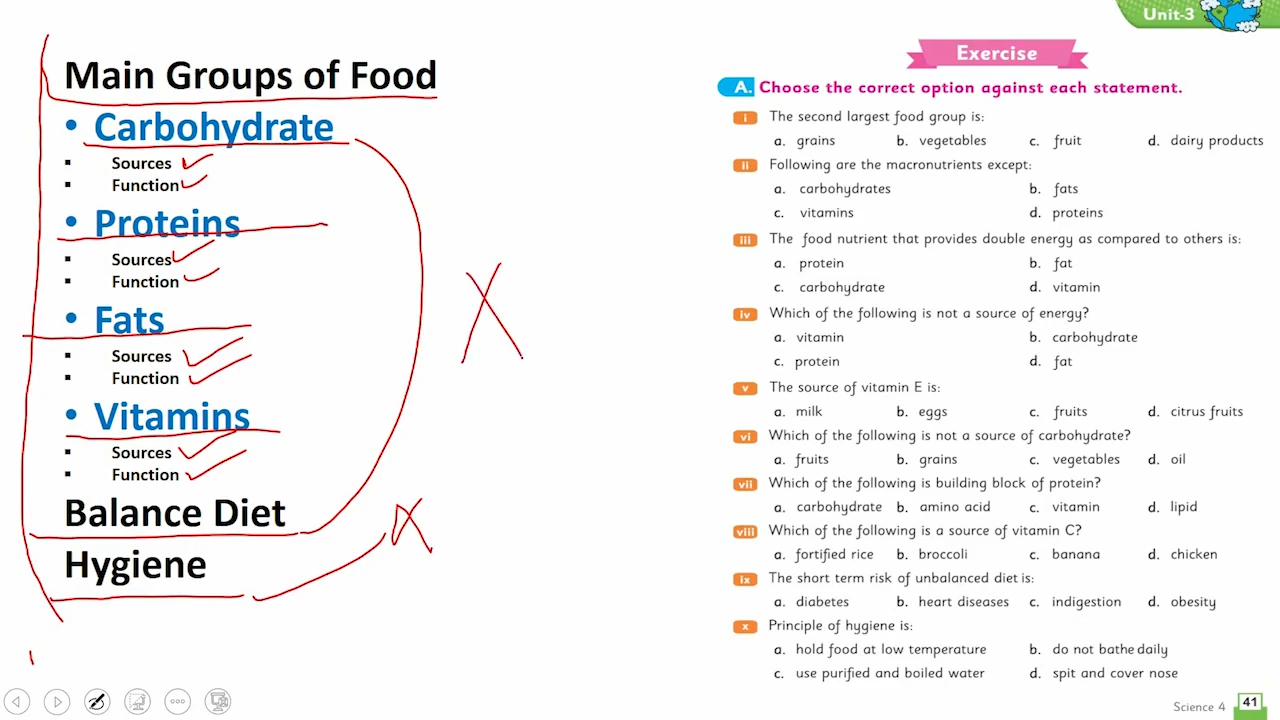 Main Groups of Food
• Carbohydrate
▪ Sources
▪ Function
• Proteins
▪ Sources
▪ Function
• Fats
▪ Sources
▪ Function
• Vitamins
▪ Sources
▪ Function
Balance Diet
Hygiene
Unit-3
Exercise
A. Choose the correct option against each statement.
i The second largest food group is:
a. grains b. vegetables c. fruit d. dairy products
ii Following are the macronutrients except:
a. carbohydrates b. fats
c. vitamins d. proteins
iii The food nutrient that provides double energy as compared to others is:
a. protein b. fat
c. carbohydrate d. vitamin
iv Which of the following is not a source of energy?
a. vitamin b. carbohydrate
c. protein d. fat
v The source of vitamin E is:
a. milk b. eggs c. fruits d. citrus fruits
vi Which of the following is not a source of carbohydrate?
a. fruits b. grains c. vegetables d. oil
vii Which of the following is building block of protein?
a. carbohydrate b. amino acid c. vitamin d. lipid
viii Which of the following is a source of vitamin C?
a. fortified rice b. broccoli c. banana d. chicken
ix The short term risk of unbalanced diet is:
a. diabetes b. heart diseases c. indigestion d. obesity
x Principle of hygiene is:
a. hold food at low temperature b. do not bathe daily
c. use purified and boiled water d. spit and cover nose
Science 4 41